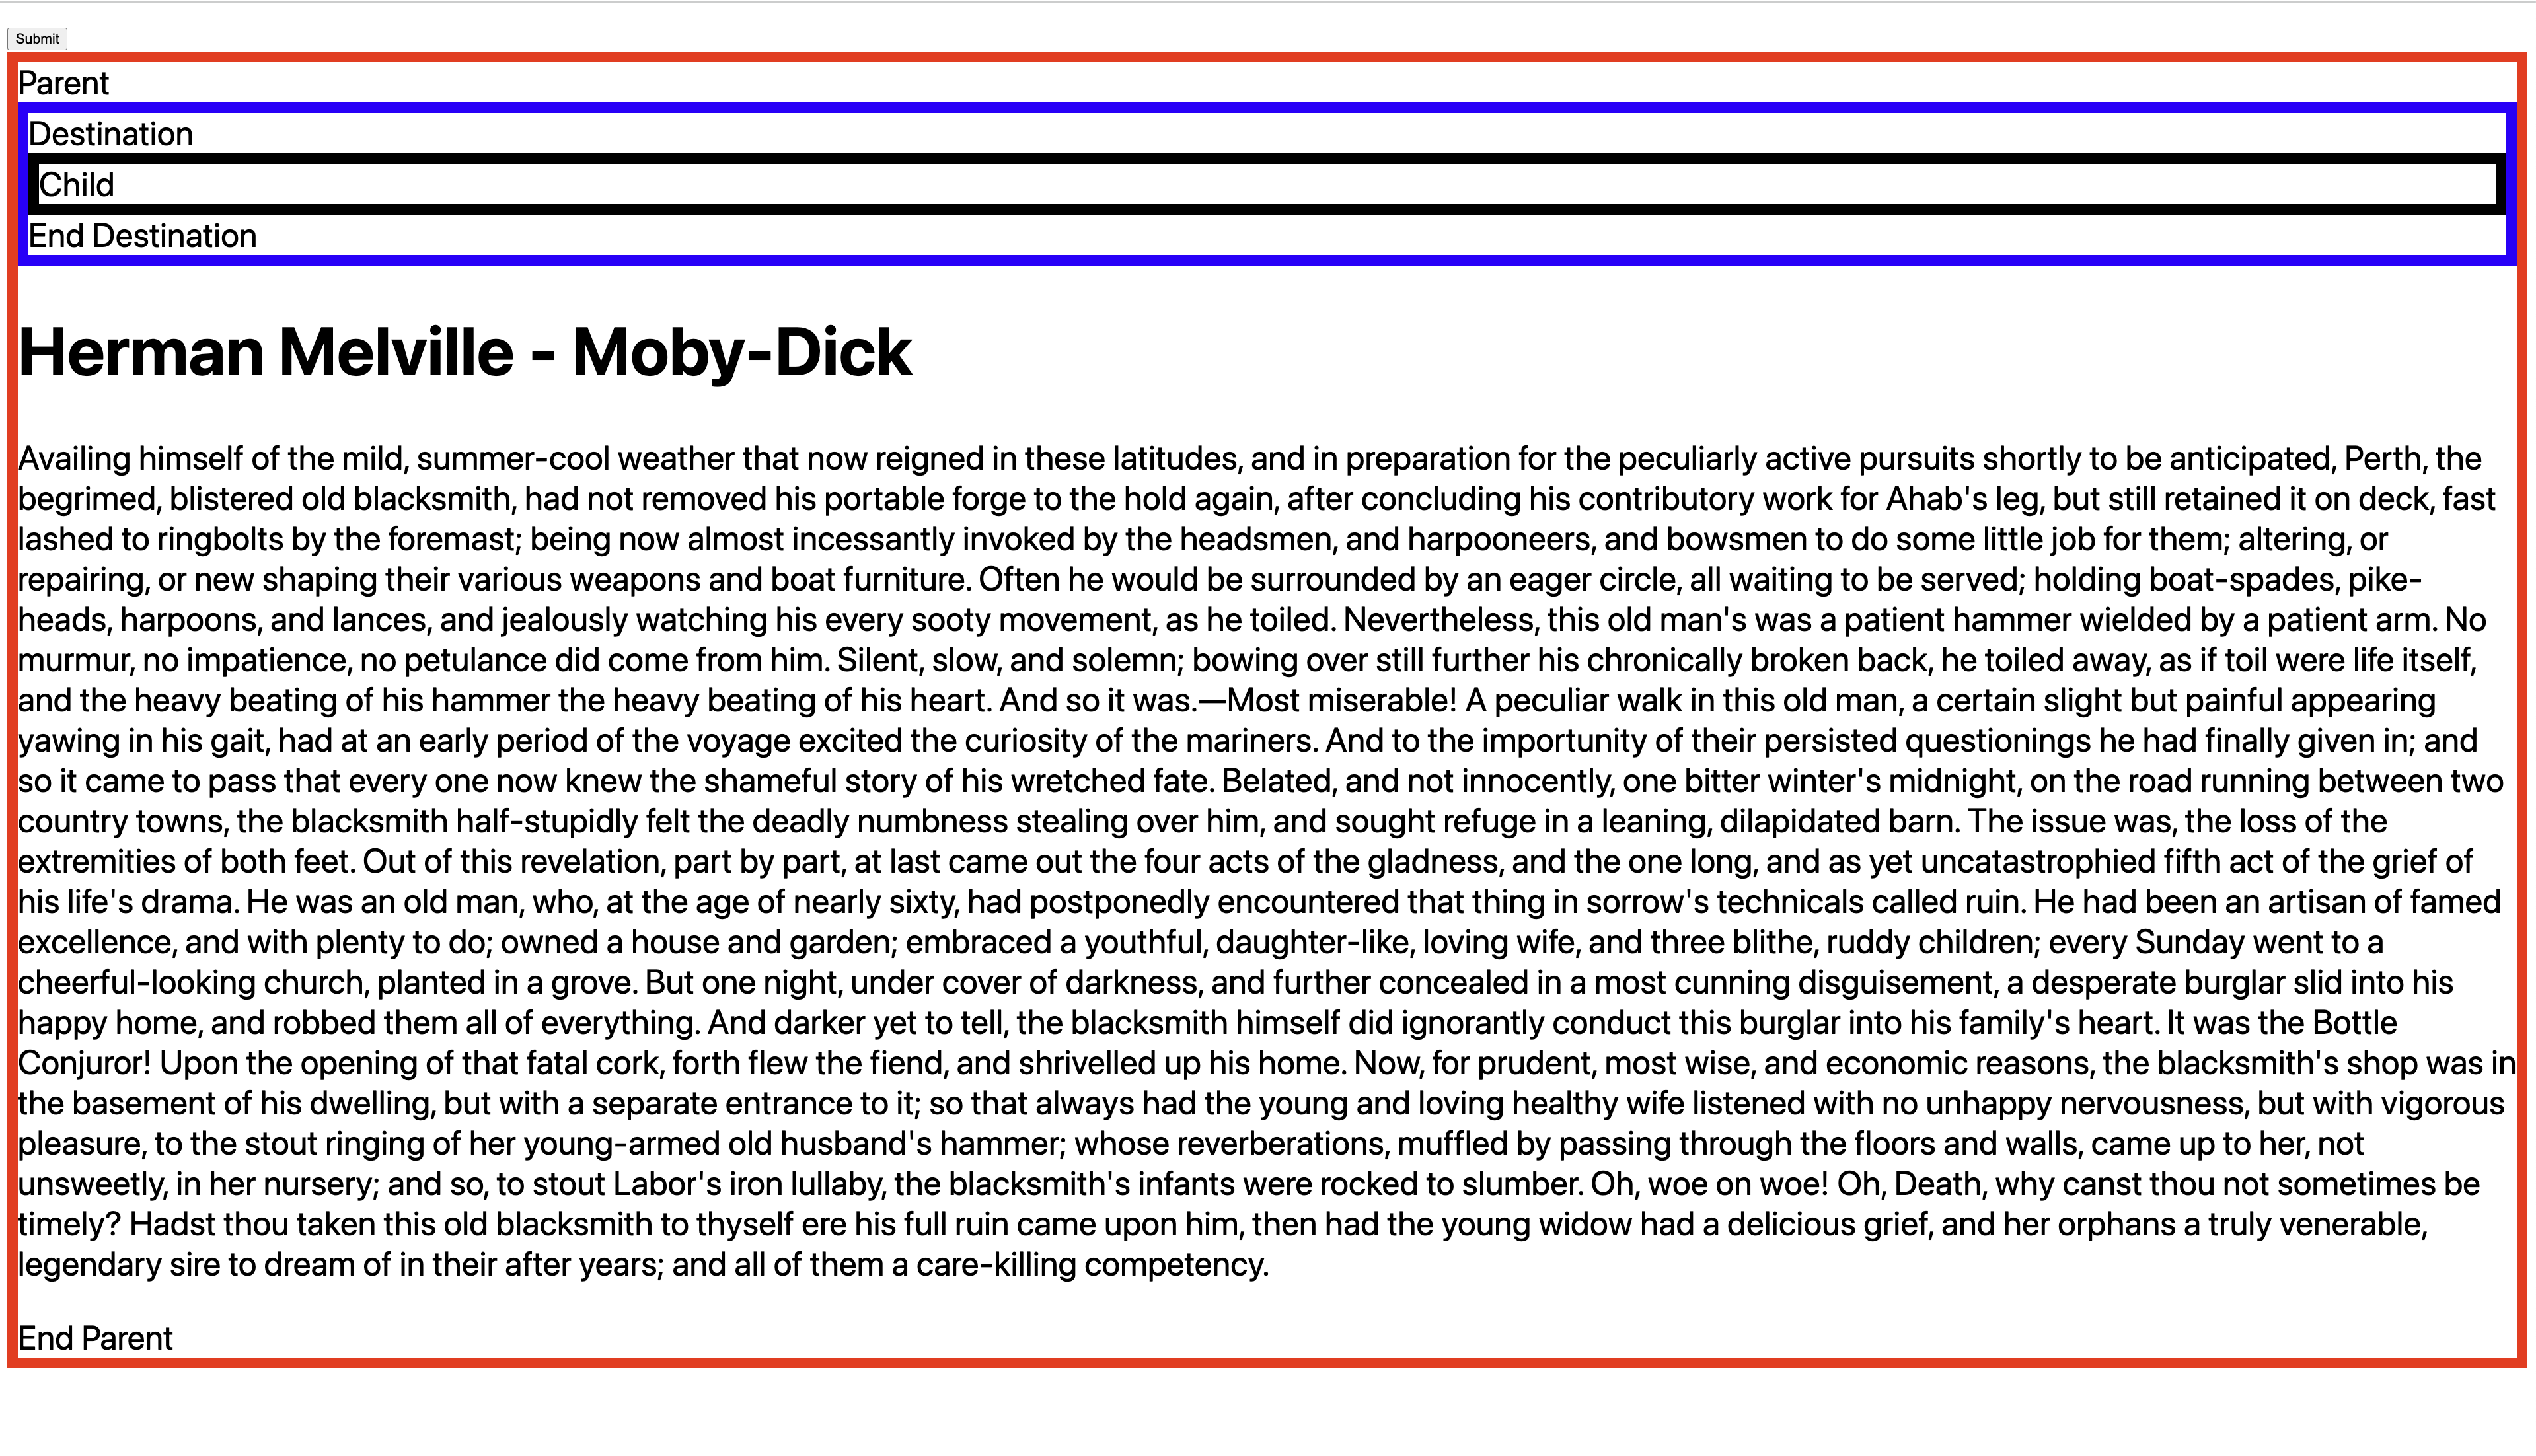 Submit
Parent
Destination
Child
End Destination
Herman Melville - Moby-Dick
Availing himself of the mild, summer-cool weather that now reigned in these latitudes, and in preparation for the peculiarly active pursuits shortly to be anticipated, Perth, the
begrimed, blistered old blacksmith, had not removed his portable forge to the hold again, after concluding his contributory work for Ahab's leg, but still retained it on deck, fast
lashed to ringbolts by the foremast; being now almost incessantly invoked by the headsmen, and harpooneers, and bowsmen to do some little job for them; altering, or
repairing, or new shaping their various weapons and boat furniture. Often he would be surrounded by an eager circle, all waiting to be served; holding boat-spades, pike-
heads, harpoons, and lances, and jealously watching his every sooty movement, as he toiled. Nevertheless, this old man's was a patient hammer wielded by a patient arm. No
murmur, no impatience, no petulance did come from him. Silent, slow, and solemn; bowing over still further his chronically broken back, he toiled away, as if toil were life itself,
and the heavy beating of his hammer the heavy beating of his heart. And so it was.—Most miserable! A peculiar walk in this old man, a certain slight but painful appearing
yawing in his gait, had at an early period of the voyage excited the curiosity of the mariners. And to the importunity of their persisted questionings he had finally given in; and
so it came to pass that every one now knew the shameful story of his wretched fate. Belated, and not innocently, one bitter winter's midnight, on the road running between two
country towns, the blacksmith half-stupidly felt the deadly numbness stealing over him, and sought refuge in a leaning, dilapidated barn. The issue was, the loss of the
extremities of both feet. Out of this revelation, part by part, at last came out the four acts of the gladness, and the one long, and as yet uncatastrophied fifth act of the grief of
his life's drama. He was an old man, who, at the age of nearly sixty, had postponedly encountered that thing in sorrow's technicals called ruin. He had been an artisan of famed
excellence, and with plenty to do; owned a house and garden; embraced a youthful, daughter-like, loving wife, and three blithe, ruddy children; every Sunday went to a
cheerful-looking church, planted in a grove. But one night, under cover of darkness, and further concealed in a most cunning disguisement, a desperate burglar slid into his
happy home, and robbed them all of everything. And darker yet to tell, the blacksmith himself did ignorantly conduct this burglar into his family's heart. It was the Bottle
Conjuror! Upon the opening of that fatal cork, forth flew the fiend, and shrivelled up his home. Now, for prudent, most wise, and economic reasons, the blacksmith's shop was in
the basement of his dwelling, but with a separate entrance to it; so that always had the young and loving healthy wife listened with no unhappy nervousness, but with vigorous
pleasure, to the stout ringing of her young-armed old husband's hammer; whose reverberations, muffled by passing through the floors and walls, came up to her, not
unsweetly, in her nursery; and so, to stout Labor's iron lullaby, the blacksmith's infants were rocked to slumber. Oh, woe on woe! Oh, Death, why canst thou not sometimes be
timely? Hadst thou taken this old blacksmith to thyself ere his full ruin came upon him, then had the young widow had a delicious grief, and her orphans a truly venerable,
legendary sire to dream of in their after years; and all of them a care-killing competency.
End Parent